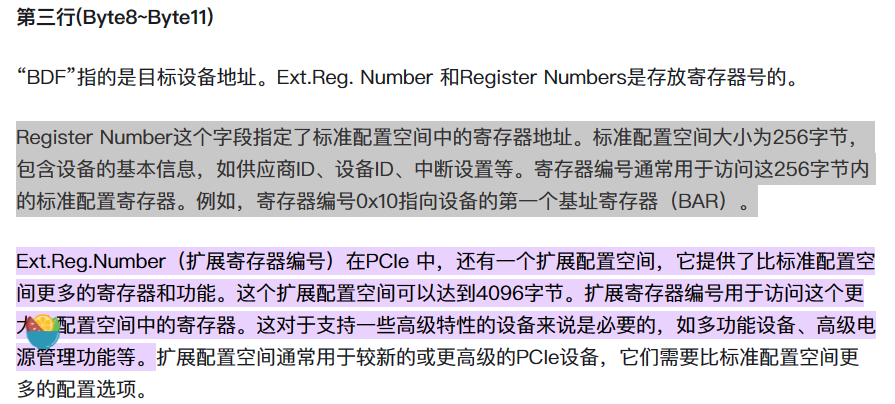 第三行(Byte8~Byte11)
“BDF”指的是目标设备地址。Ext.Reg. Number 和Register Numbers是存放寄存器号的。
Register Number这个字段指定了标准配置空间中的寄存器地址。标准配置空间大小为256字节，
包含设备的基本信息，如供应商ID、设备ID、中断设置等。寄存器编号通常用于访问这256字节内
的标准配置寄存器。例如，寄存器编号0x10指向设备的第一个基址寄存器（BAR）。
Ext.Reg.Number（扩展寄存器编号）在PCIe 中，还有一个扩展配置空间，它提供了比标准配置空
间更多的寄存器和功能。这个扩展配置空间可以达到4096字节。扩展寄存器编号用于访问这个更
大配置空间中的寄存器。这对于支持一些高级特性的设备来说是必要的，如多功能设备、高级电
源管理功能等。扩展配置空间通常用于较新的或更高级的PCIe设备，它们需要比标准配置空间更
多的配置选项。